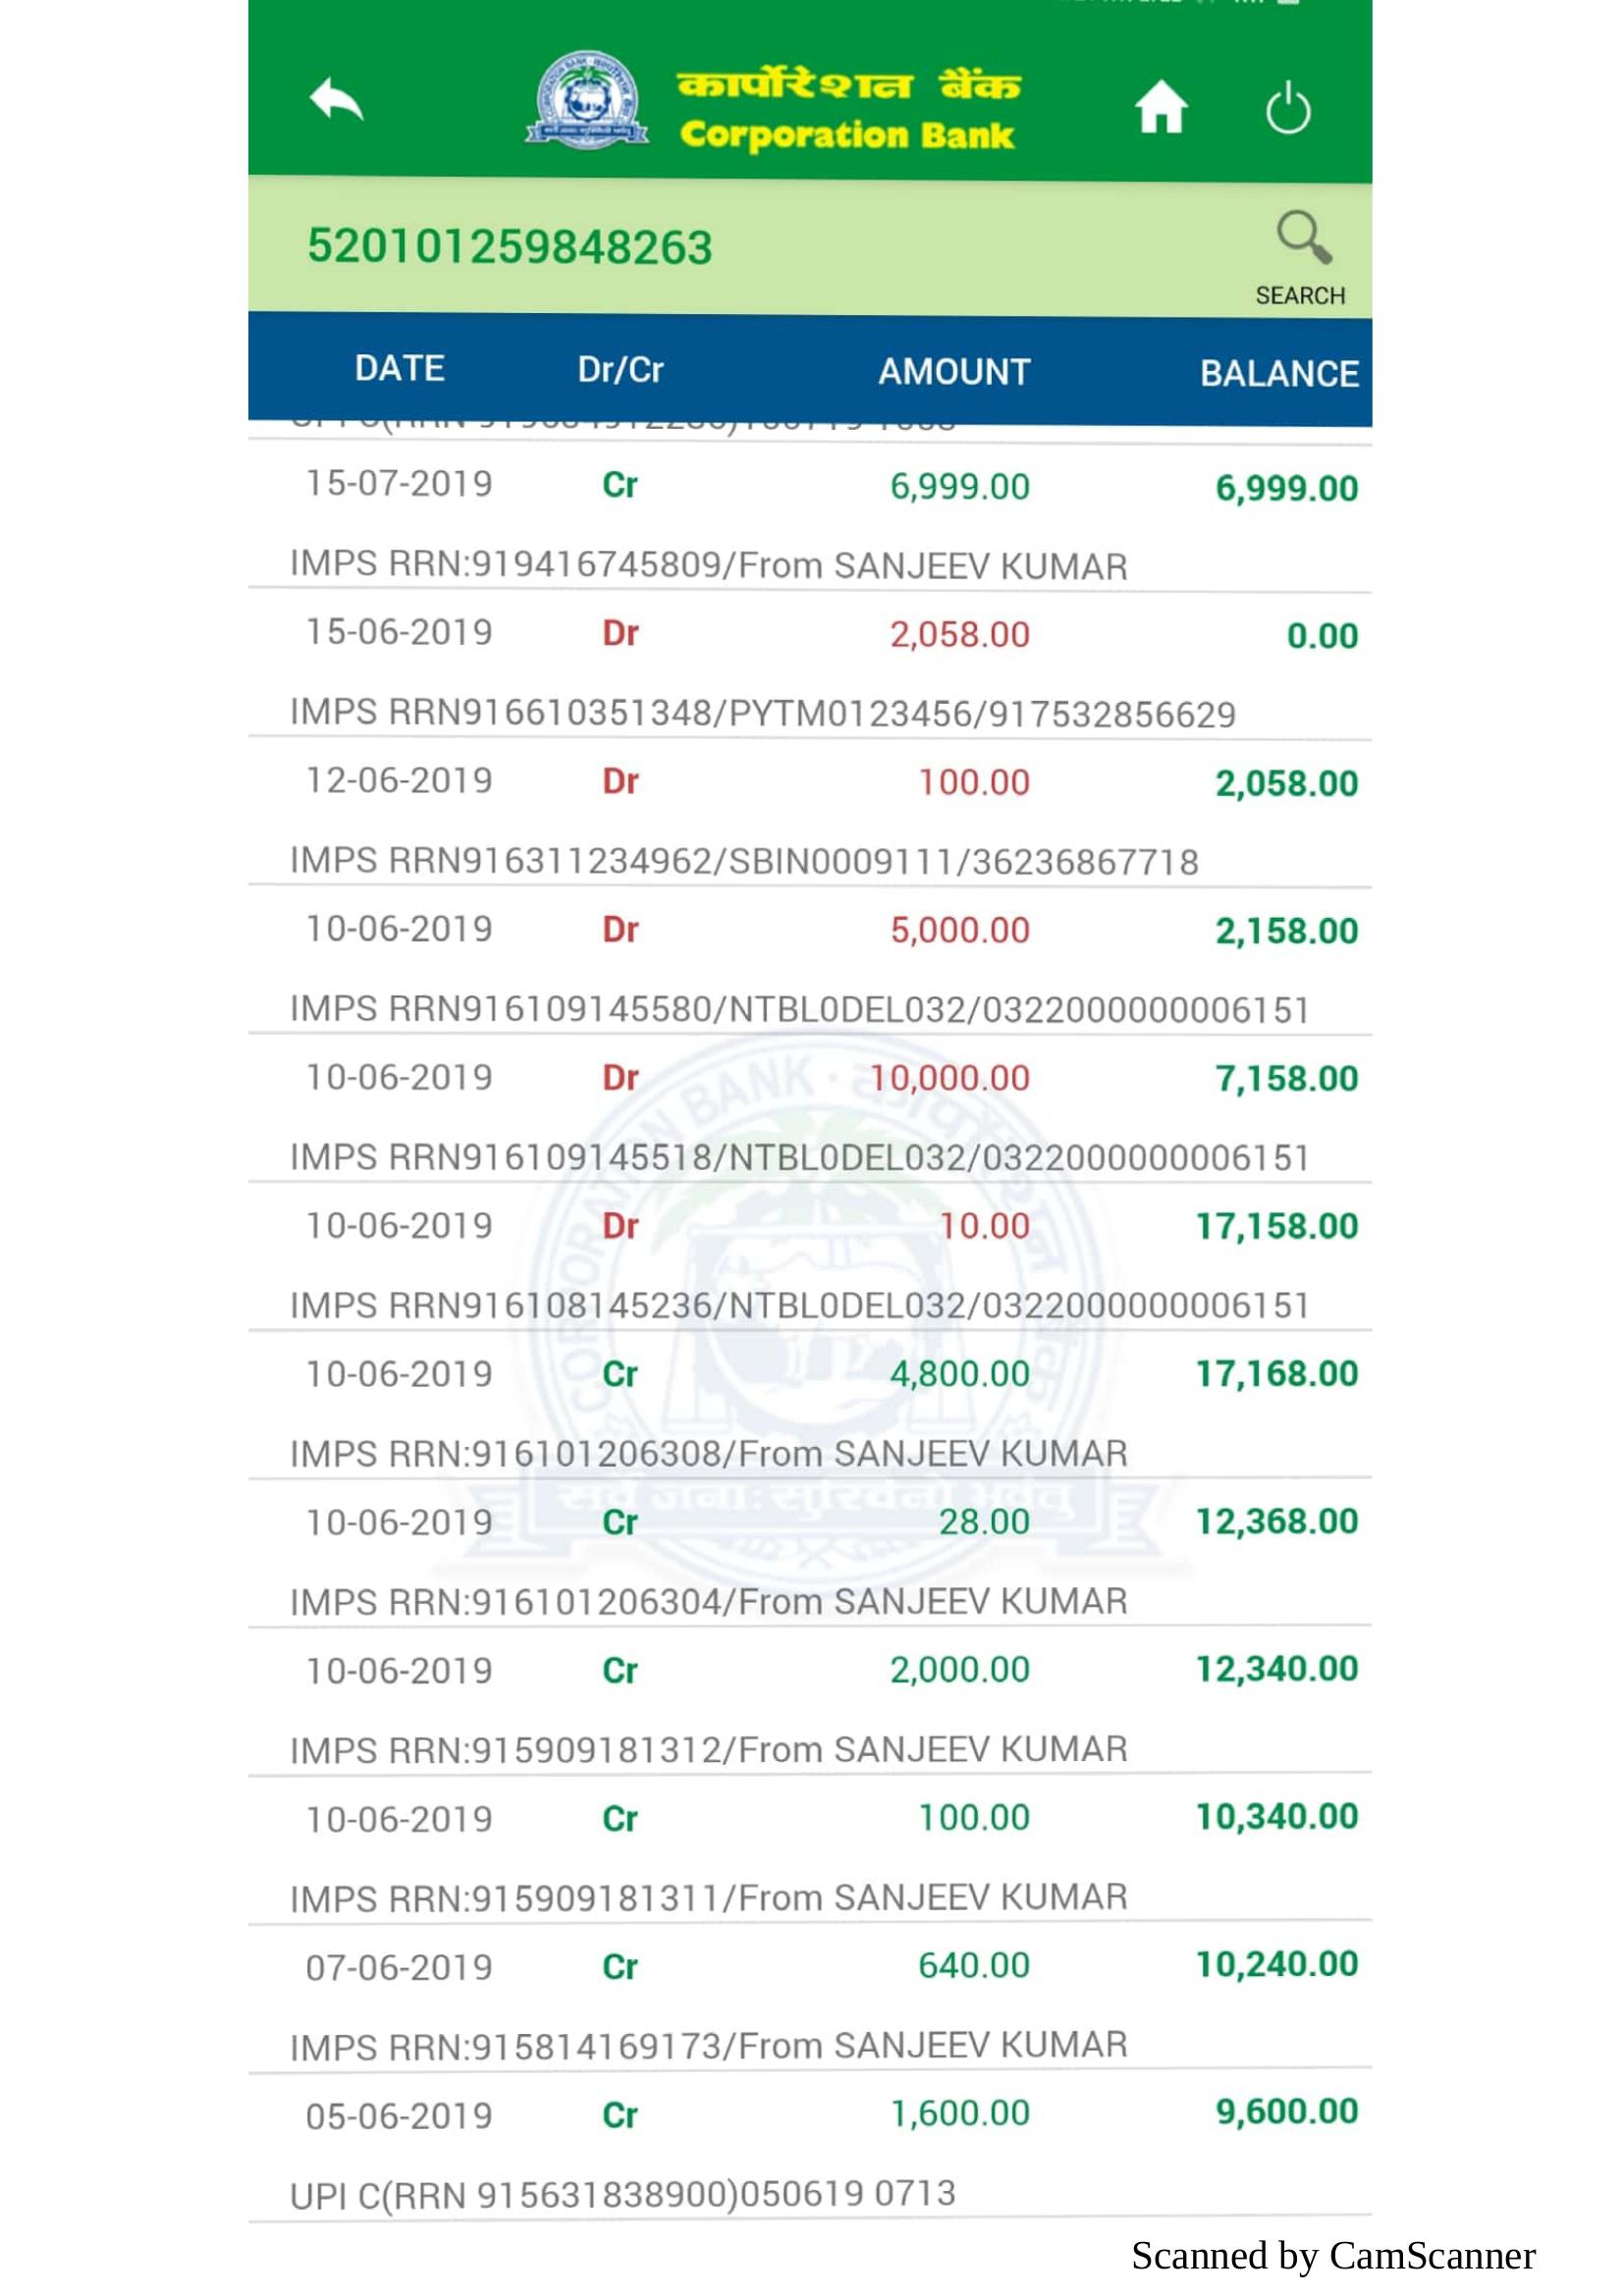 कार्पोरेशन बैंक
Corporation Bank
520101259848263
SEARCH
DATE Dr/Cr AMOUNT BALANCE
15-07-2019 Cr 6,999.00 6,999.00
IMPS RRN:919416745809/From SANJEEV KUMAR
15-06-2019 Dr 2,058.00 0.00
IMPS RRN916610351348/PYTM0123456/917532856629
12-06-2019 Dr 100.00 2,058.00
IMPS RRN916311234962/SBIN0009111/36236867718
10-06-2019 Dr 5,000.00 2,158.00
IMPS RRN916109145580/NTBL0DEL032/0322000000006151
10-06-2019 Dr 10,000.00 7,158.00
IMPS RRN916109145518/NTBL0DEL032/0322000000006151
10-06-2019 Dr 10.00 17,158.00
IMPS RRN916108145236/NTBL0DEL032/0322000000006151
10-06-2019 Cr 4,800.00 17,168.00
IMPS RRN:916101206308/From SANJEEV KUMAR
10-06-2019 Cr 28.00 12,368.00
IMPS RRN:916101206304/From SANJEEV KUMAR
10-06-2019 Cr 2,000.00 12,340.00
IMPS RRN:915909181312/From SANJEEV KUMAR
10-06-2019 Cr 100.00 10,340.00
IMPS RRN:915909181311/From SANJEEV KUMAR
07-06-2019 Cr 640.00 10,240.00
IMPS RRN:915814169173/From SANJEEV KUMAR
05-06-2019 Cr 1,600.00 9,600.00
UPI C(RRN 915631838900)050619 0713
Scanned by CamScanner